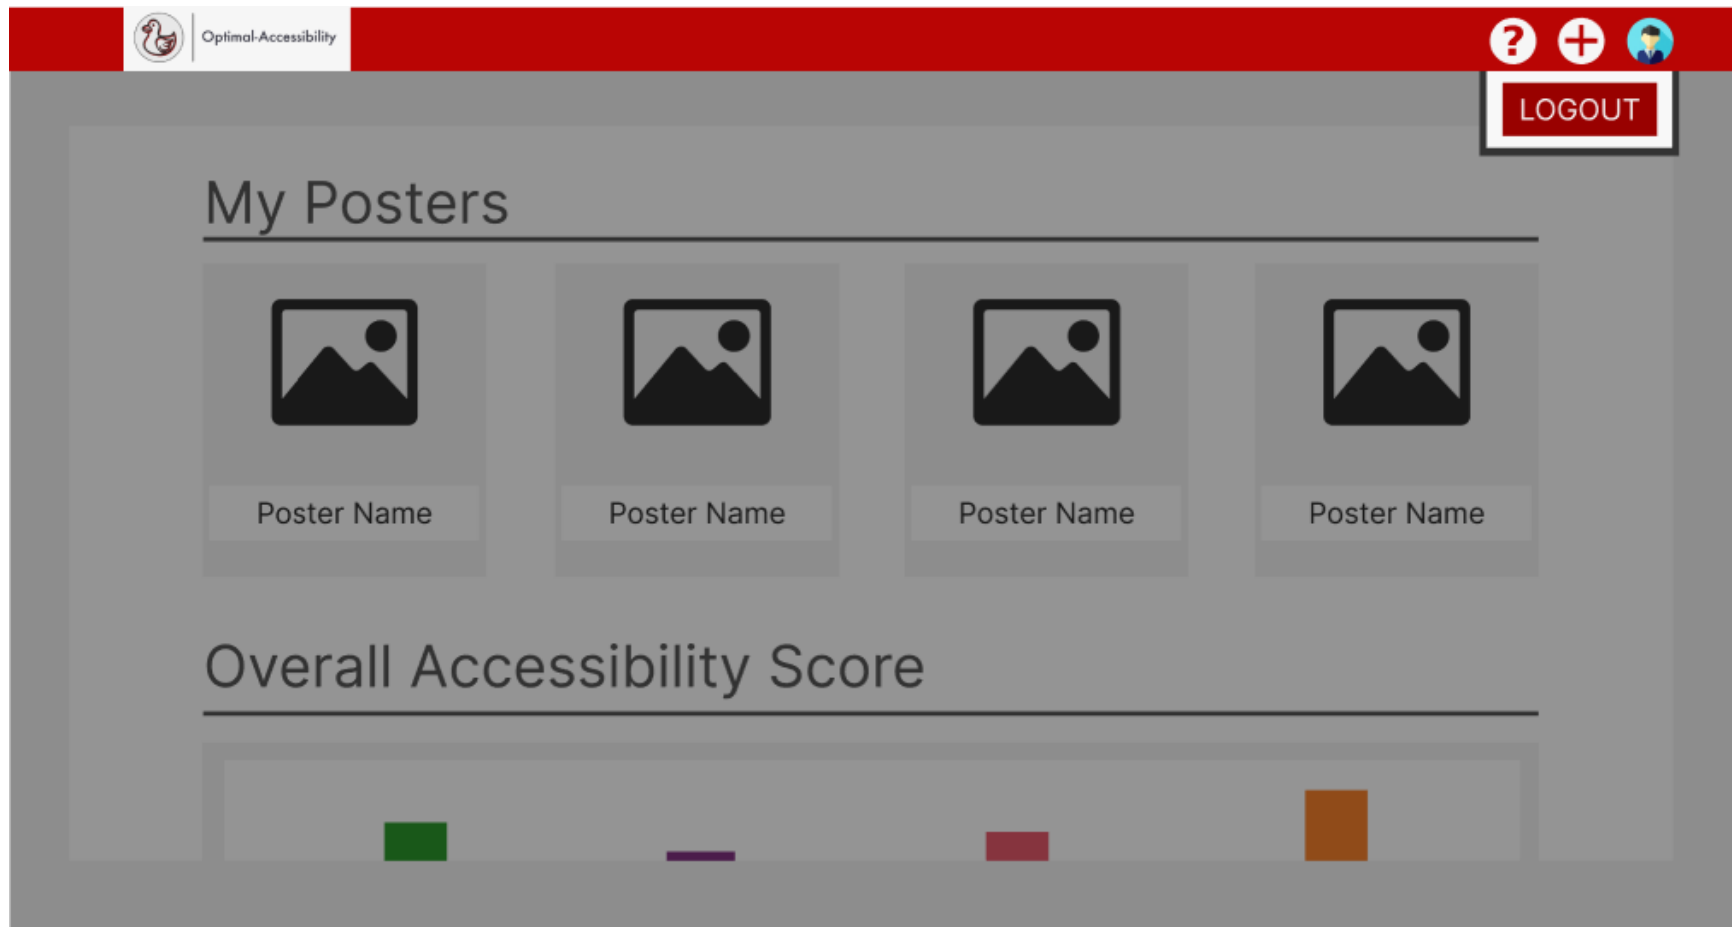 Optimal-Accessibility
?
LOGOUT
My Posters
Poster Name
Poster Name
Poster Name
Poster Name
Overall Accessibility Score